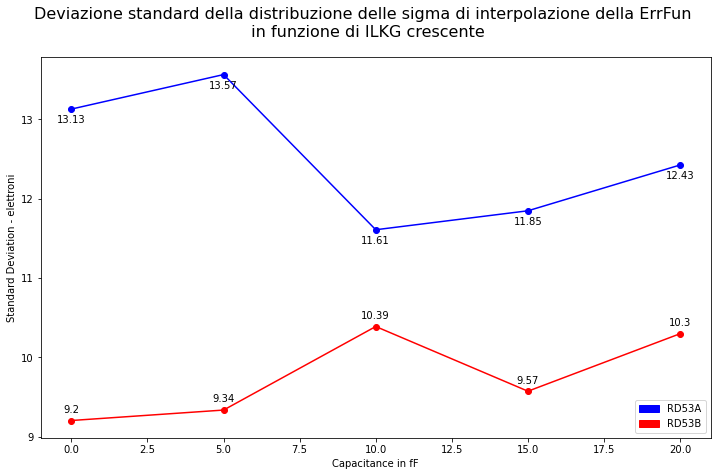 Deviazione standard della distribuzione delle sigma di interpolazione della ErrFun
in funzione di ILKG crescente
Standard Deviation - elettroni
13
12
11
10
9
13.13
13.57
11.61
11.85
12.43
9.2
9.34
10.39
9.57
10.3
RD53A
RD53B
0.0 2.5 5.0 7.5 10.0 12.5 15.0 17.5 20.0
Capacitance in fF